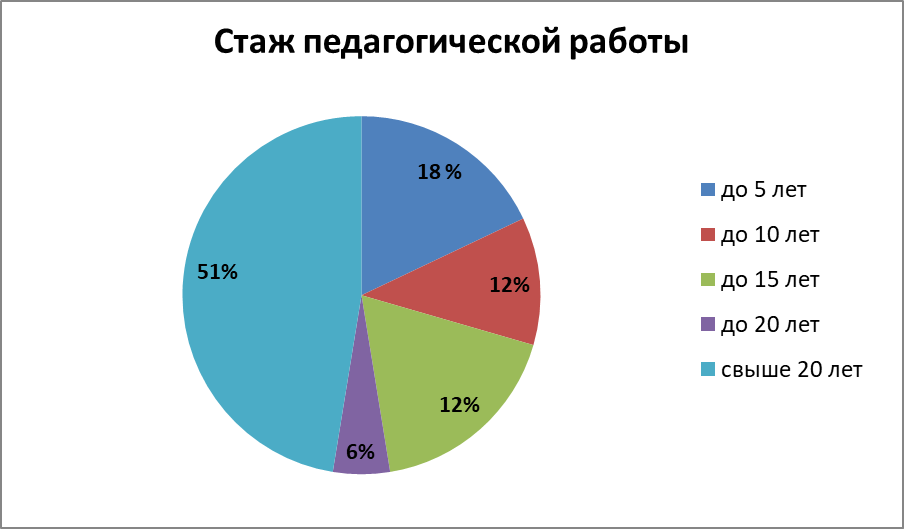 Стаж педагогической работы
18 %
12%
12%
6%
51%
до 5 лет
до 10 лет
до 15 лет
до 20 лет
свыше 20 лет